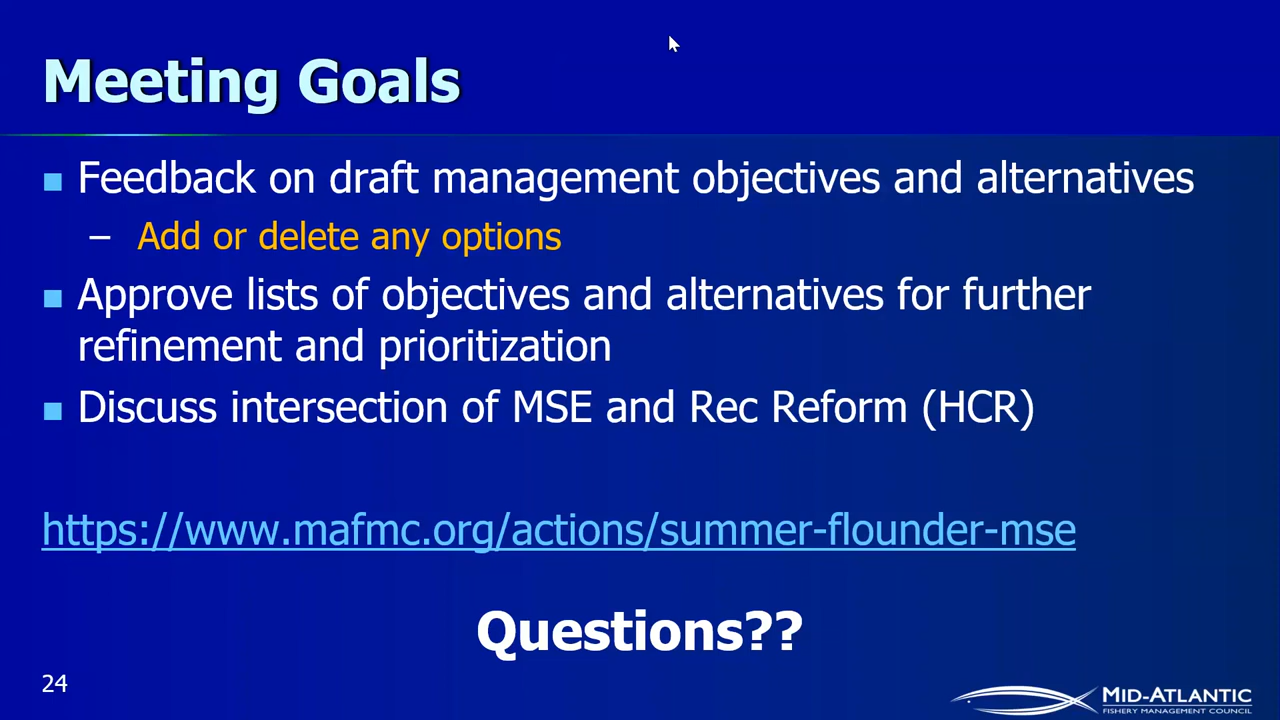 Meeting Goals
Feedback on draft management objectives and alternatives
– Add or delete any options
Approve lists of objectives and alternatives for further
refinement and prioritization
Discuss intersection of MSE and Rec Reform (HCR)
https://www.mafmc.org/actions/summer-flounder-mse
Questions??
24
MID-ATLANTIC
FISHERY MANAGEMENT COUNCIL